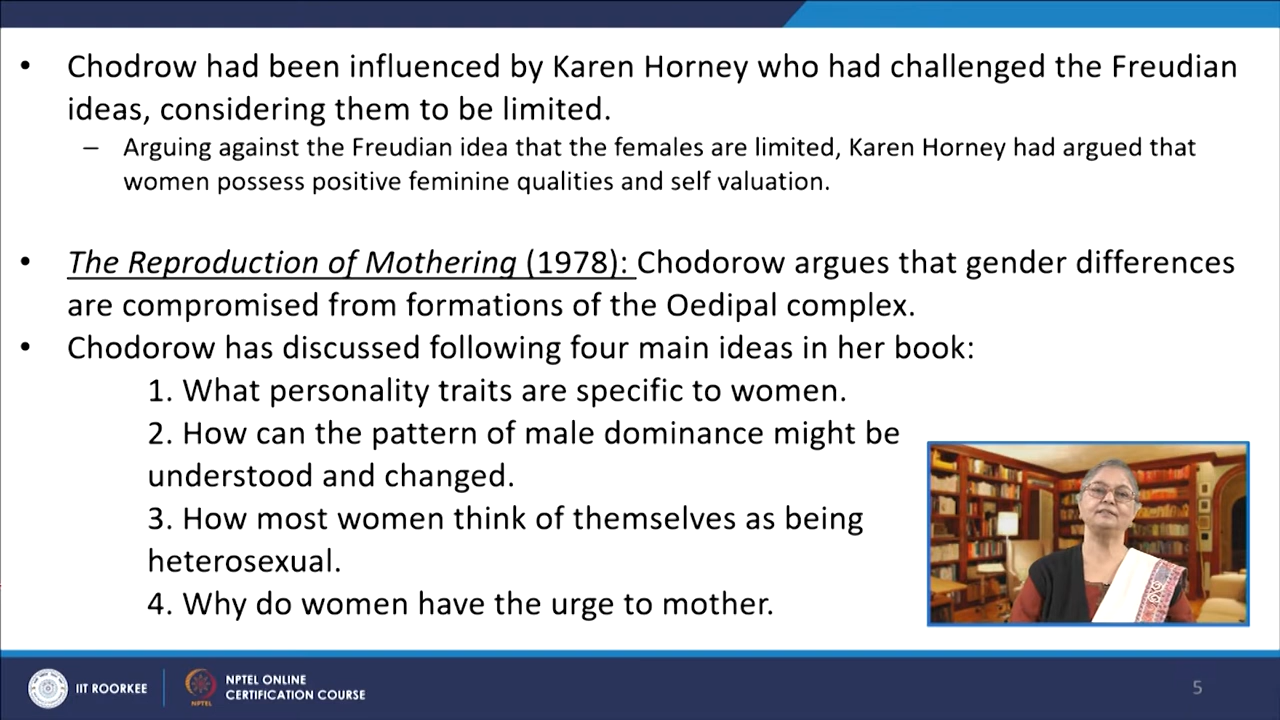 • Chodrow had been influenced by Karen Horney who had challenged the Freudian
ideas, considering them to be limited.
– Arguing against the Freudian idea that the females are limited, Karen Horney had argued that
women possess positive feminine qualities and self valuation.
• The Reproduction of Mothering (1978): Chodorow argues that gender differences
are compromised from formations of the Oedipal complex.
• Chodorow has discussed following four main ideas in her book:
1. What personality traits are specific to women.
2. How can the pattern of male dominance might be
understood and changed.
3. How most women think of themselves as being
heterosexual.
4. Why do women have the urge to mother.
IIT ROORKEE
NPTEL
NPTEL ONLINE
CERTIFICATION COURSE
5